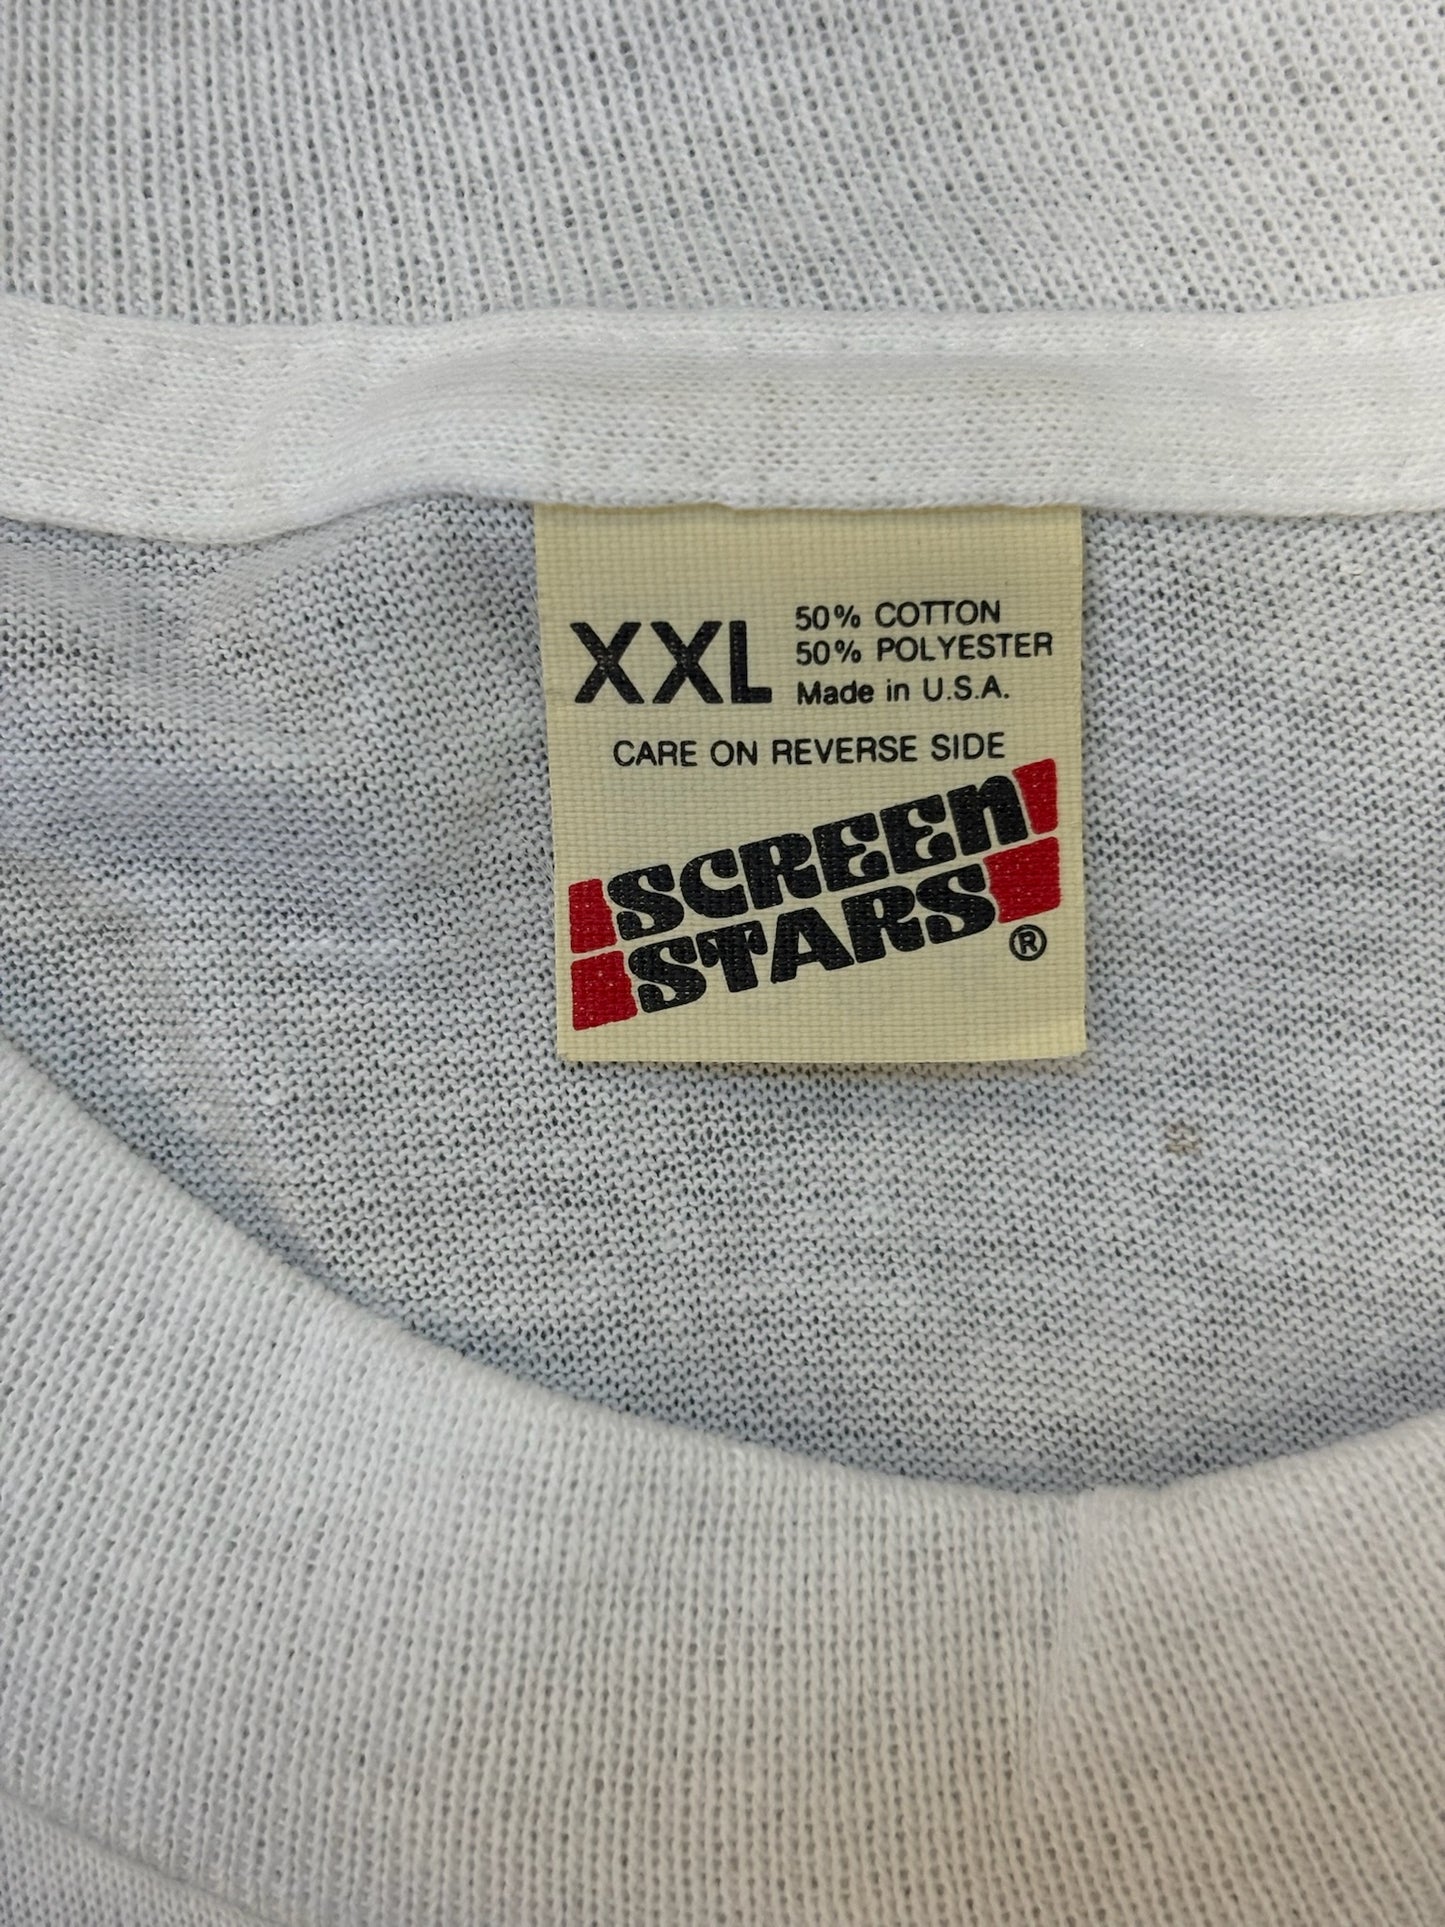 XXL
50% COTTON
50% POLYESTER
Made in U.S.A.
CARE ON REVERSE SIDE
SCREEN
STARS
®